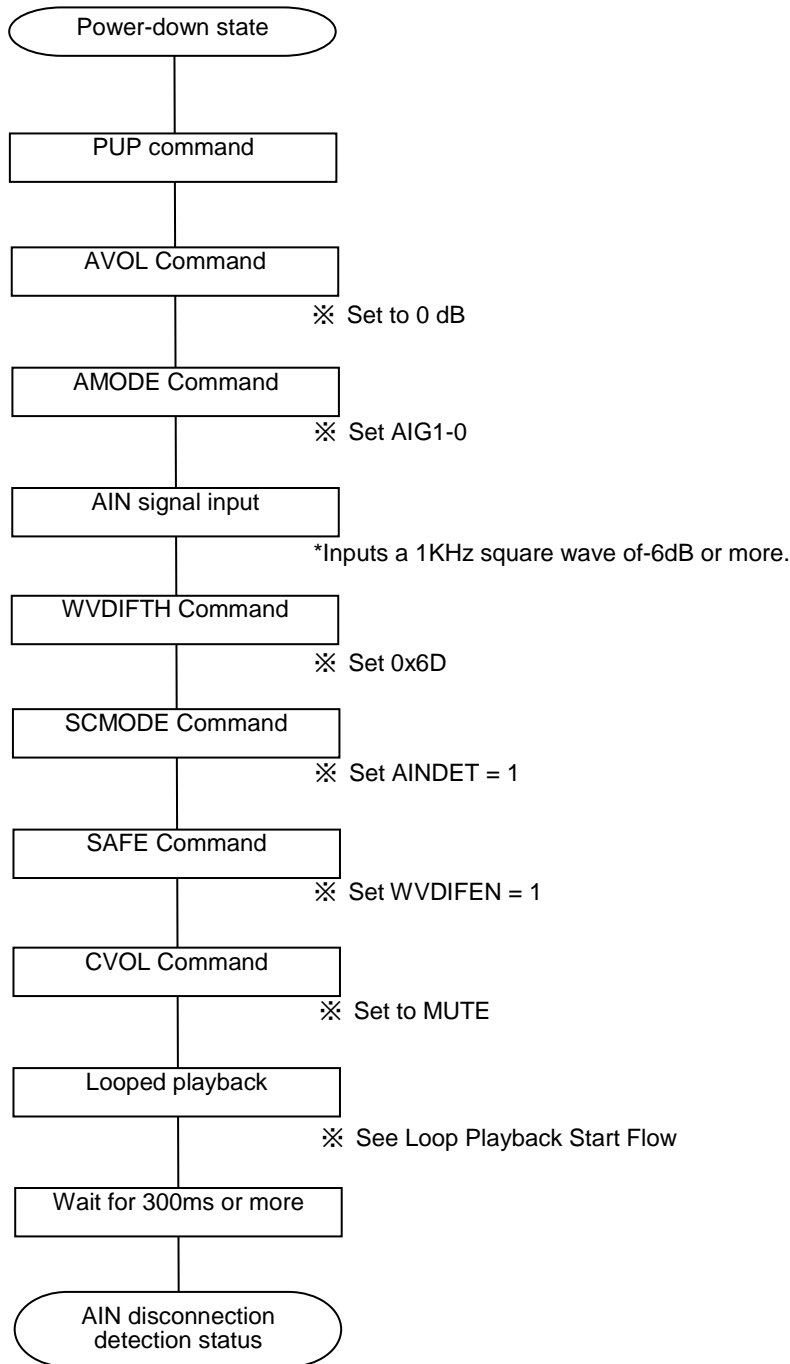 Power-down state
PUP command
AVOL Command
※ Set to 0 dB
AMODE Command
※ Set AIG1-0
AIN signal input
*Inputs a 1KHz square wave of-6dB or more.
WVDIFTH Command
※ Set 0x6D
SCMODE Command
※ Set AINDET = 1
SAFE Command
※ Set WVDIFEN = 1
CVOL Command
※ Set to MUTE
Looped playback
※ See Loop Playback Start Flow
Wait for 300ms or more
AIN disconnection
detection status